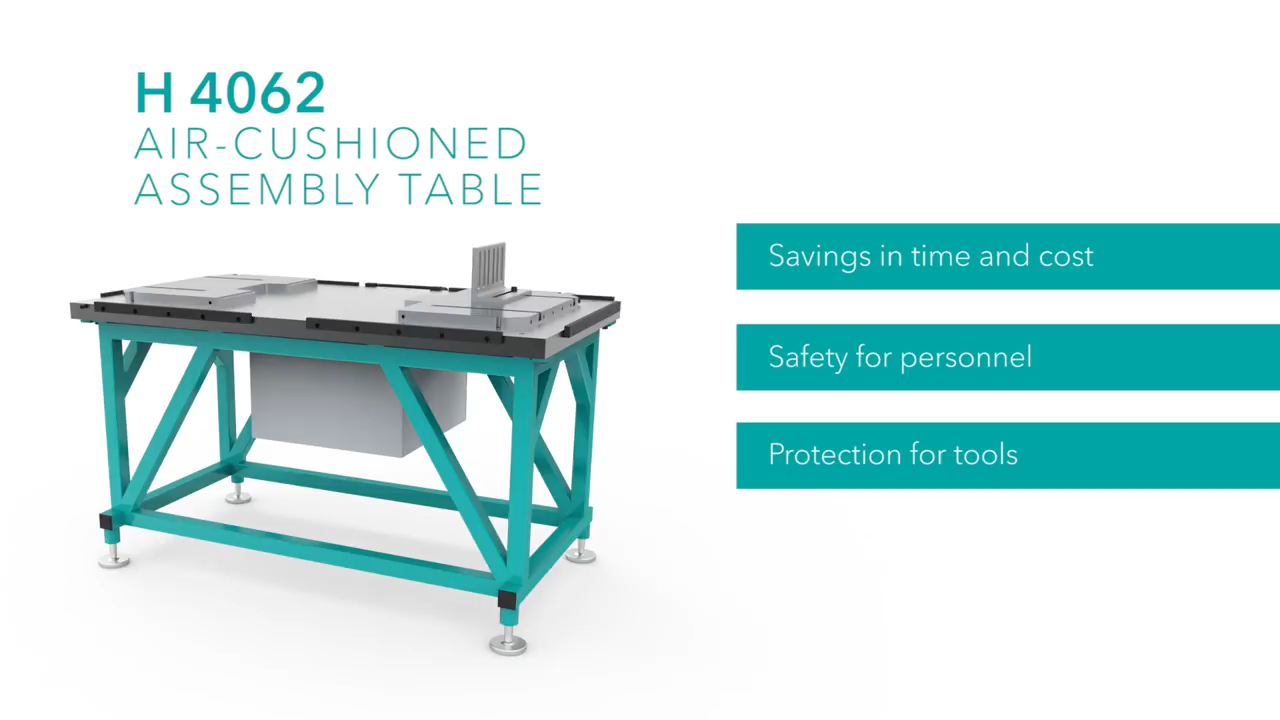 H 4062
AIR-CUSHIONED
ASSEMBLY TABLE
Savings in time and cost
Safety for personnel
Protection for tools